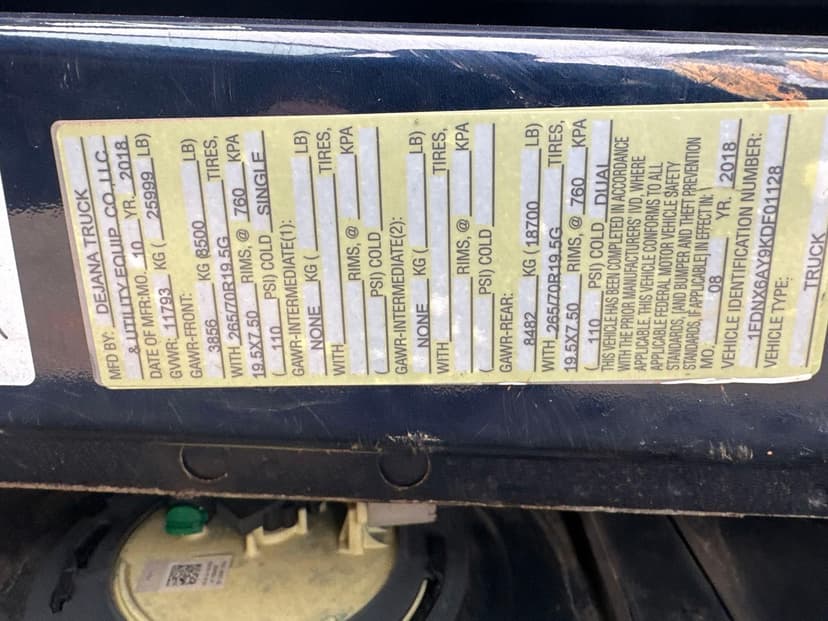 MFD BY: DEJANA TRUCK
& UTILITY EQUIP. CO. LLC.
DATE OF MFR:MO. 10 YR. 2018
GVWR: 11793 KG ( 25999 LB)
GAWR-FRONT:
3856 KG 8500 LB)
WITH 265/70R19.5G TIRES,
19.5X7.50 RIMS, @ 760 KPA
( 110 PSI) COLD SINGLE
GAWR-INTERMEDIATE(1):
NONE KG ( LB)
WITH TIRES,
RIMS, @ KPA
( PSI) COLD
GAWR-INTERMEDIATE(2):
NONE KG ( LB)
WITH TIRES,
RIMS, @ KPA
( PSI) COLD
GAWR-REAR:
8482 KG ( 18700 LB)
WITH 265/70R19.5G TIRES,
19.5X7.50 RIMS, @ 760 KPA
( 110 PSI) COLD DUAL
THIS VEHICLE HAS BEEN COMPLETED IN ACCORDANCE
WITH THE PRIOR MANUFACTURERS' IVD, WHERE
APPLICABLE. THIS VEHICLE CONFORMS TO ALL
APPLICABLE FEDERAL MOTOR VEHICLE SAFETY
STANDARDS, [AND BUMPER AND THEFT PREVENTION
STANDARDS, IF APPLICABLE] IN EFFECT IN:
MO. 08 YR. 2018
VEHICLE IDENTIFICATION NUMBER:
1FDNX6AY9KDF01128
VEHICLE TYPE:
TRUCK